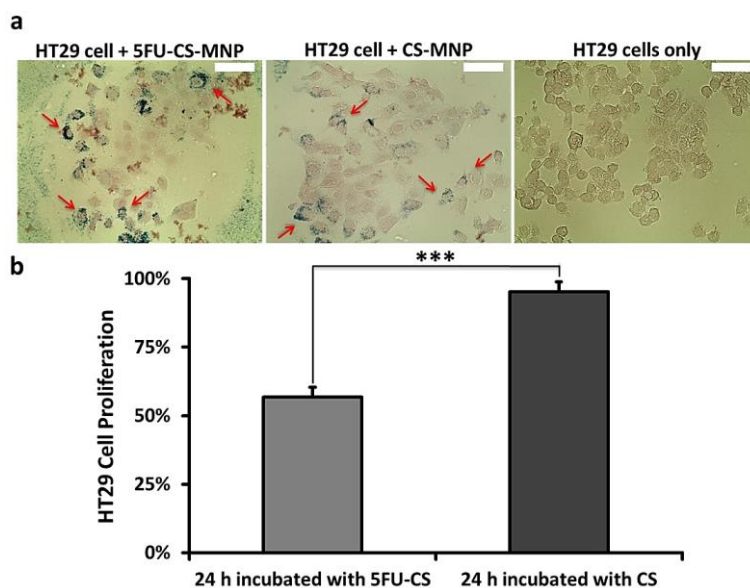 a
HT29 cell + 5FU-CS-MNP
HT29 cell + CS-MNP
HT29 cells only
b
***
100%
75%
50%
25%
0%
HT29 Cell Proliferation
24 h incubated with 5FU-CS
24 h incubated with CS